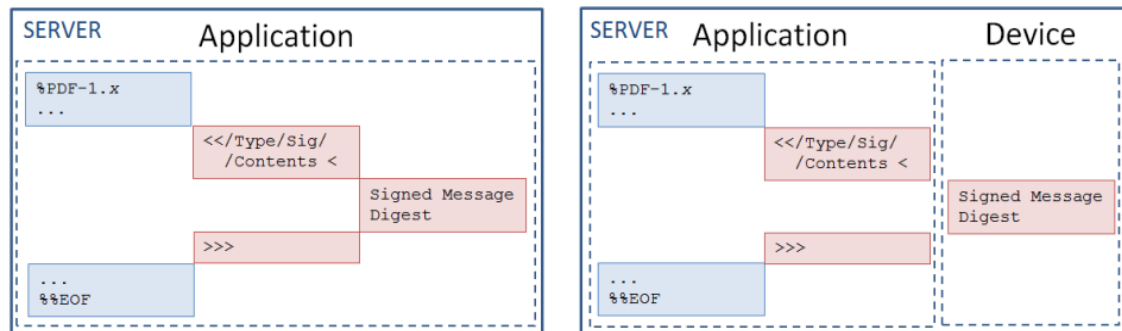 SERVER Application
%PDF-1.x
...
<</Type/Sig/
/Contents <
Signed Message
Digest
>>>
...
%%EOF
SERVER Application Device
%PDF-1.x
...
<</Type/Sig/
/Contents <
Signed Message
Digest
>>>
...
%%EOF